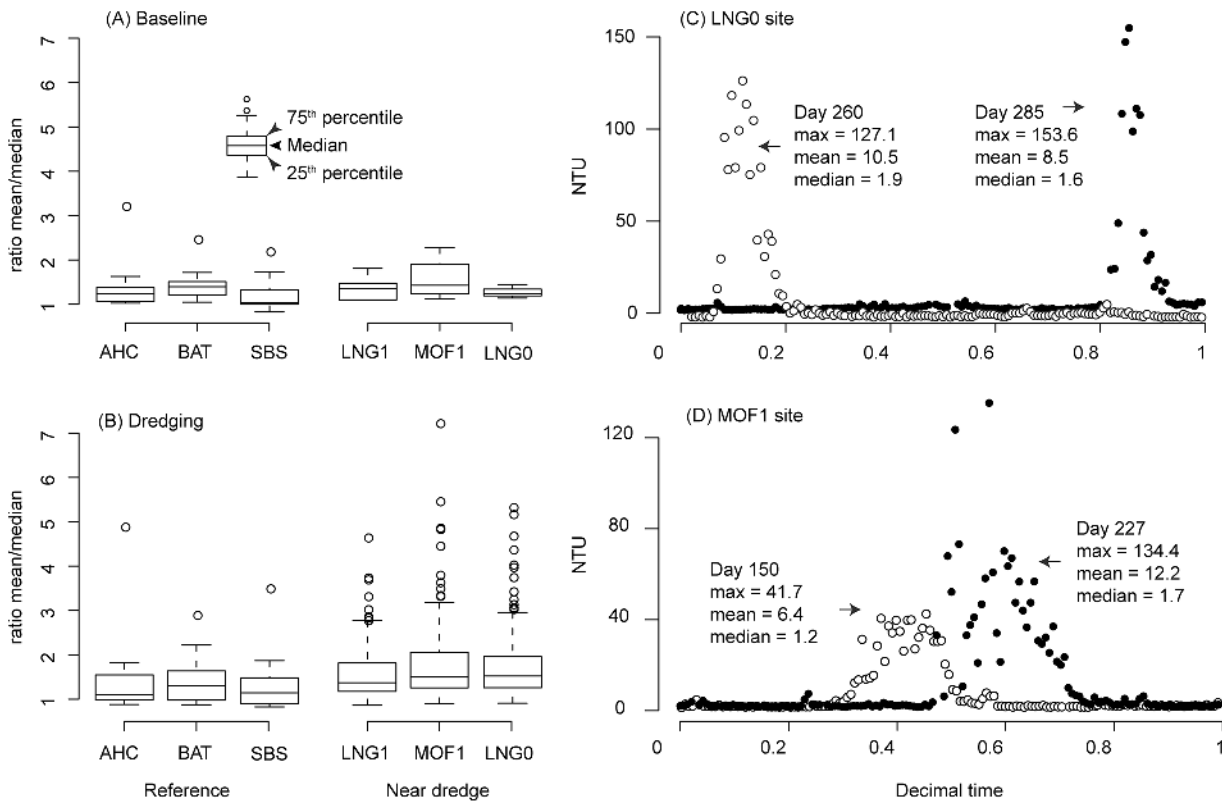 (A) Baseline
ratio mean/median
1
2
3
4
5
6
7
75th percentile
Median
25th percentile
AHC
BAT
SBS
LNG1
MOF1
LNG0
(B) Dredging
ratio mean/median
1
2
3
4
5
6
7
AHC
BAT
SBS
LNG1
MOF1
LNG0
Reference
Near dredge
(C) LNG0 site
NTU
150
100
50
0
Day 260
max = 127.1
mean = 10.5
median = 1.9
Day 285
max = 153.6
mean = 8.5
median = 1.6
0
0.2
0.4
0.6
0.8
1
(D) MOF1 site
NTU
120
80
40
0
Day 150
max = 41.7
mean = 6.4
median = 1.2
Day 227
max = 134.4
mean = 12.2
median = 1.7
0
0.2
0.4
0.6
0.8
1
Decimal time